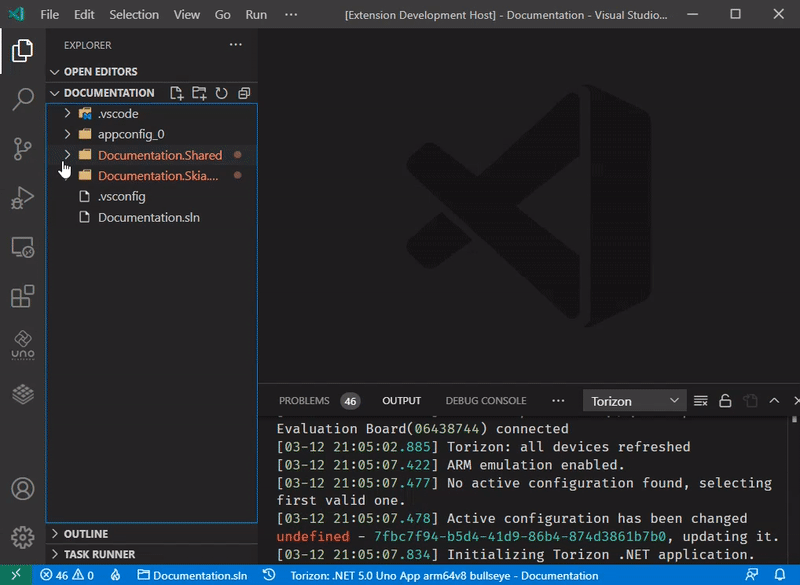 File Edit Selection View Go Run ··· [Extension Development Host] - Documentation - Visual Studio...
EXPLORER ···
OPEN EDITORS
DOCUMENTATION
.vscode
appconfig_0
Documentation.Shared
Documentation.Skia....
.vsconfig
Documentation.sln
uno
OUTLINE
TASK RUNNER
PROBLEMS 46 OUTPUT DEBUG CONSOLE ··· Torizon
Evaluation Board(06438744) connected
[03-12 21:05:02.885] Torizon: all devices refreshed
[03-12 21:05:07.422] ARM emulation enabled.
[03-12 21:05:07.477] No active configuration found, selecting
first valid one.
[03-12 21:05:07.478] Active configuration has been changed
undefined - 7fbc7f94-b5d4-41d9-86b4-874d3861b7b0, updating it.
[03-12 21:05:07.834] Initializing Torizon .NET application.
46 0 Documentation.sln Torizon: .NET 5.0 Uno App arm64v8 bullseye - Documentation